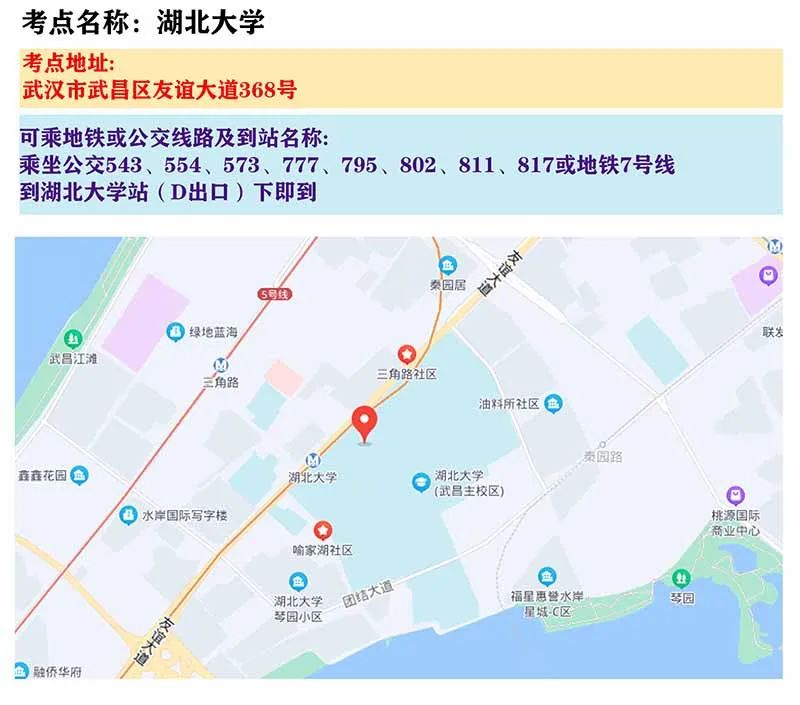 考点名称：湖北大学
考点地址:
武汉市武昌区友谊大道368号
可乘地铁或公交线路及到站名称:
乘坐公交543、554、573、777、795、802、811、817或地铁7号线
到湖北大学站（D出口）下即到
友谊大道
秦园居
5号线
绿地蓝海
联发
武昌江滩
三角路
三角路社区
油料所社区
秦园路
湖北大学
鑫鑫花园
湖北大学
(武昌主校区)
水岸国际写字楼
桃源国际
商业中心
喻家湖社区
湖北大学
琴园小区
团结大道
福星惠誉水岸
星城-C区
琴园
友谊大道
融侨华府